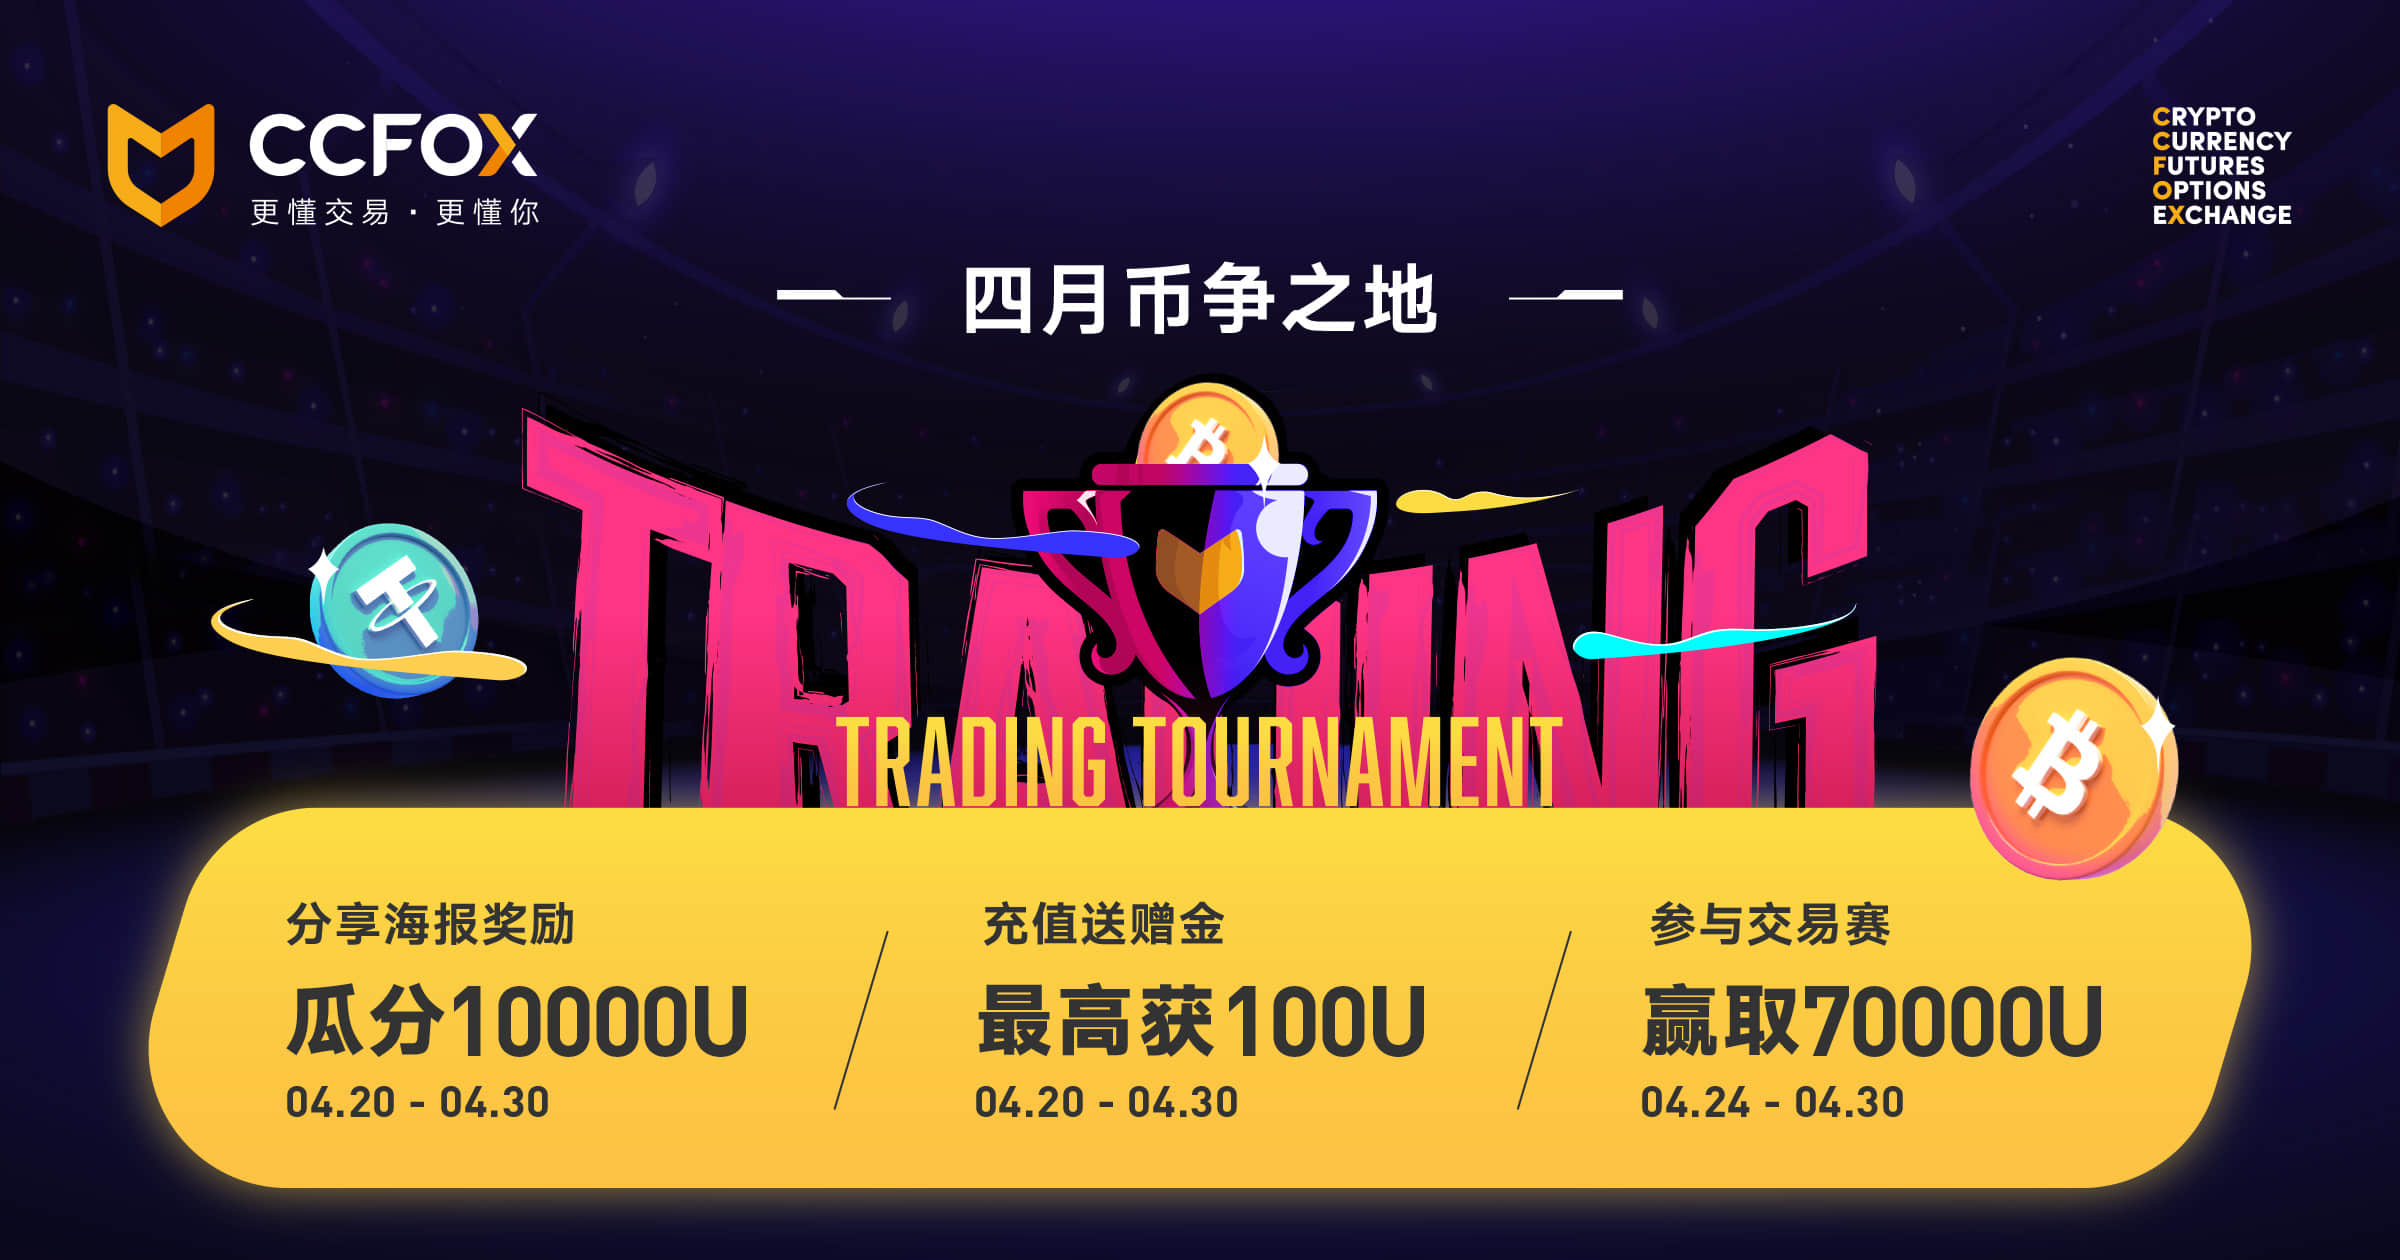 CCFOX
更懂交易·更懂你
CRYPTO
CURRENCY
FUTURES
OPTIONS
EXCHANGE
四月币争之地
TRADING
TRADING TOURNAMENT
分享海报奖励
瓜分10000U
04.20 - 04.30
充值送赠金
最高获100U
04.20 - 04.30
参与交易赛
赢取70000U
04.24 - 04.30